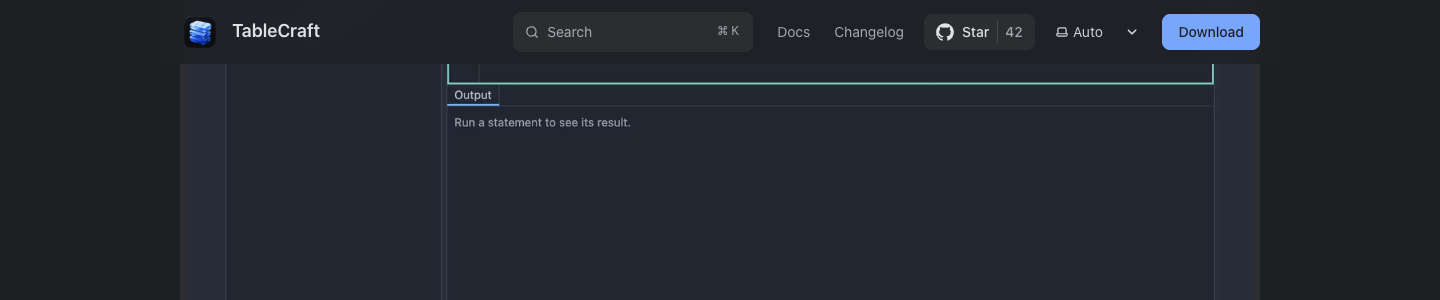 TableCraft
Search ⌘ K
Docs
Changelog
Star 42
Auto
Download
Output
Run a statement to see its result.